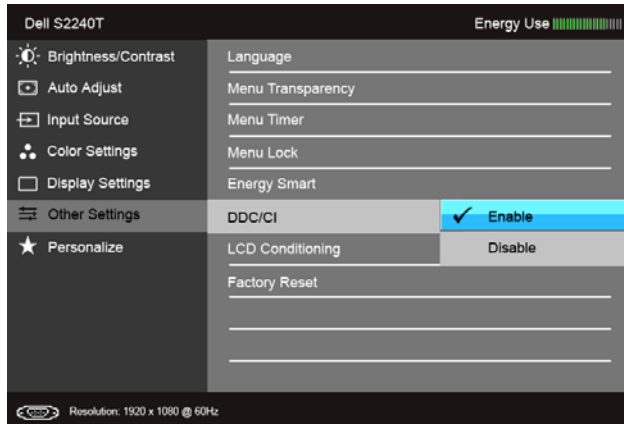 Dell S2240T
Energy Use
Brightness/Contrast
Auto Adjust
Input Source
Color Settings
Display Settings
Other Settings
Personalize
Language
Menu Transparency
Menu Timer
Menu Lock
Energy Smart
DDC/CI
✓ Enable
Disable
LCD Conditioning
Factory Reset
Resolution: 1920 x 1080 @ 60Hz